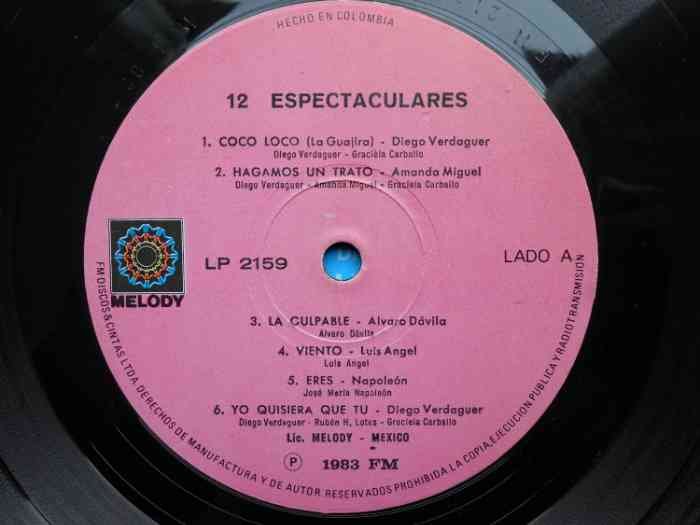 HECHO EN COLOMBIA
12 ESPECTACULARES
1. COCO LOCO (La Guajira) - Diego Verdaguer
Diego Verdaguer - Graciela Carballo
2. HAGAMOS UN TRATO - Amanda Miguel
Diego Verdaguer - Amanda Miguel - Graciela Carballo
MELODY
LP 2159
LADO A
3. LA CULPABLE - Alvaro Dávila
Alvaro Dávila
4. VIENTO - Luis Angel
Luis Angel
5. ERES - Napoleón
José María Napoleón
6. YO QUISIERA QUE TU - Diego Verdaguer
Diego Verdaguer - Rubén H, Lotes - Graciela Carballo
Lic. MELODY - MEXICO
P 1983 FM
FM DISCOS & CINTAS LTDA. DERECHOS DE MANUFACTURA Y DE AUTOR RESERVADOS PROHIBIDA LA COPIA, EJECUCION PUBLICA Y RADIOTRANSMISION